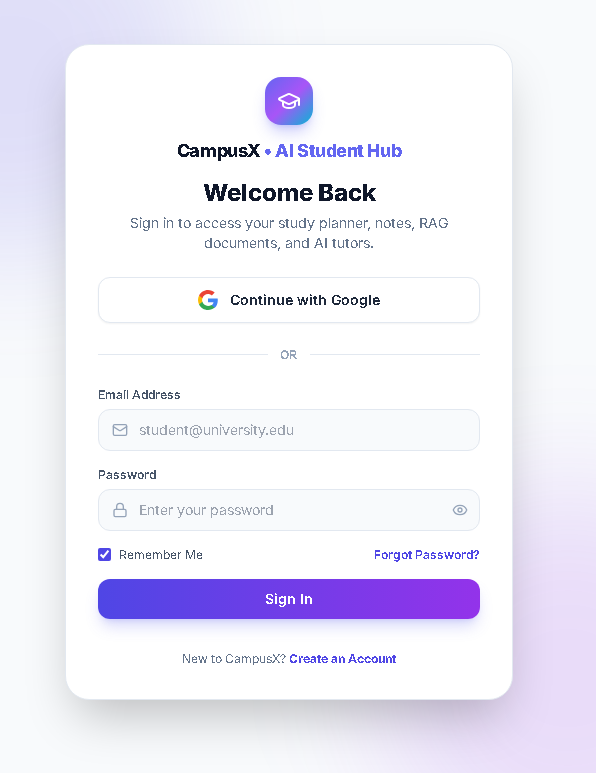 CampusX • AI Student Hub
Welcome Back
Sign in to access your study planner, notes, RAG
documents, and AI tutors.
Continue with Google
OR
Email Address
student@university.edu
Password
Enter your password
Remember Me Forgot Password?
Sign In
New to CampusX? Create an Account